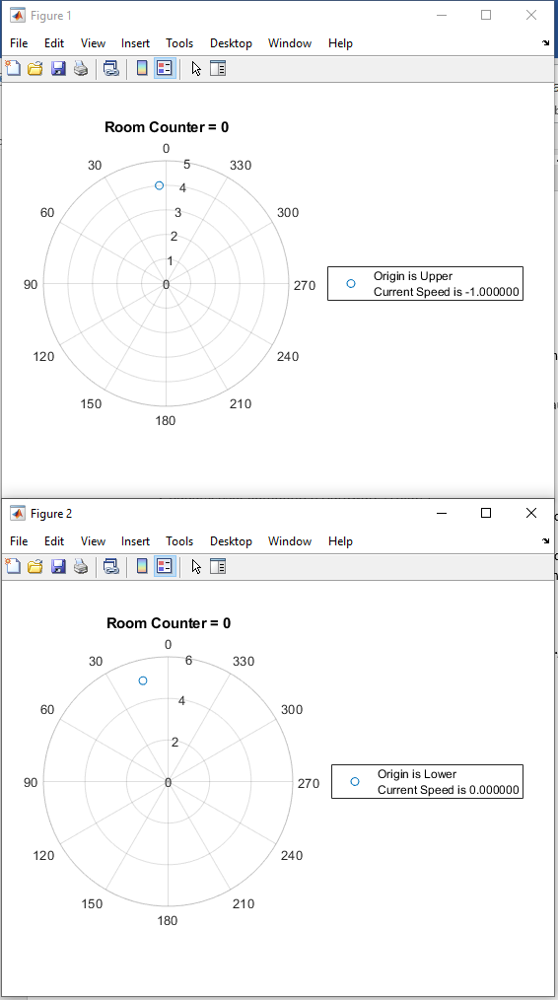 Figure 1
File Edit View Insert Tools Desktop Window Help
Room Counter = 0
0
30 5 330
4
60 3 300
2
1
90 0 270
Origin is Upper
Current Speed is -1.000000
120 240
150 210
180
Figure 2
File Edit View Insert Tools Desktop Window Help
Room Counter = 0
0
30 6 330
4
60 300
2
90 0 270
Origin is Lower
Current Speed is 0.000000
120 240
150 210
180